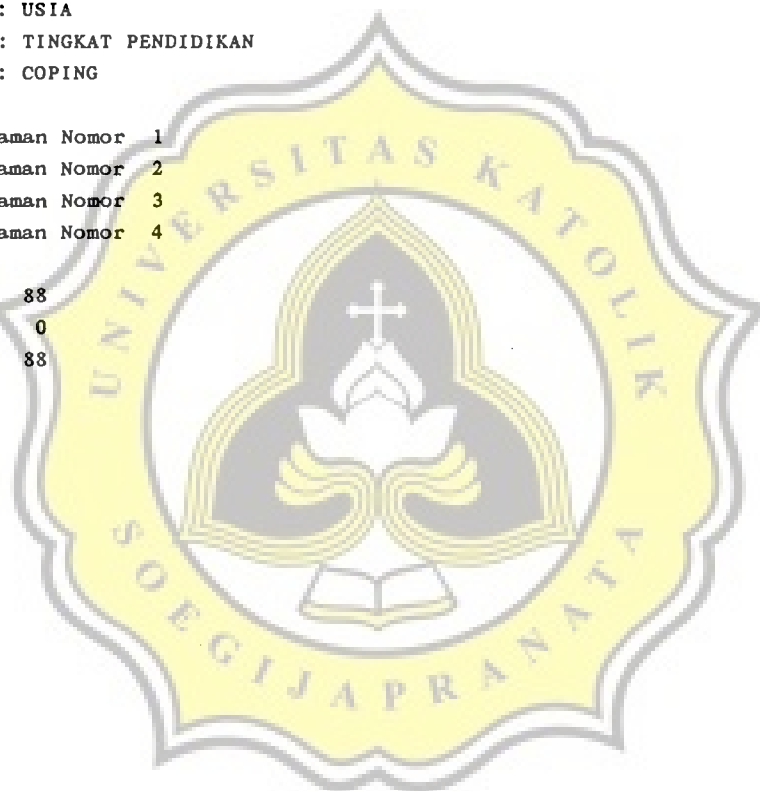 : USIA
: TINGKAT PENDIDIKAN
: COPING
aman Nomor 1
aman Nomor 2
aman Nomor 3
aman Nomor 4
88
0
88
UNIVERSITAS KATOLIK
SOEGIJAPRANATA